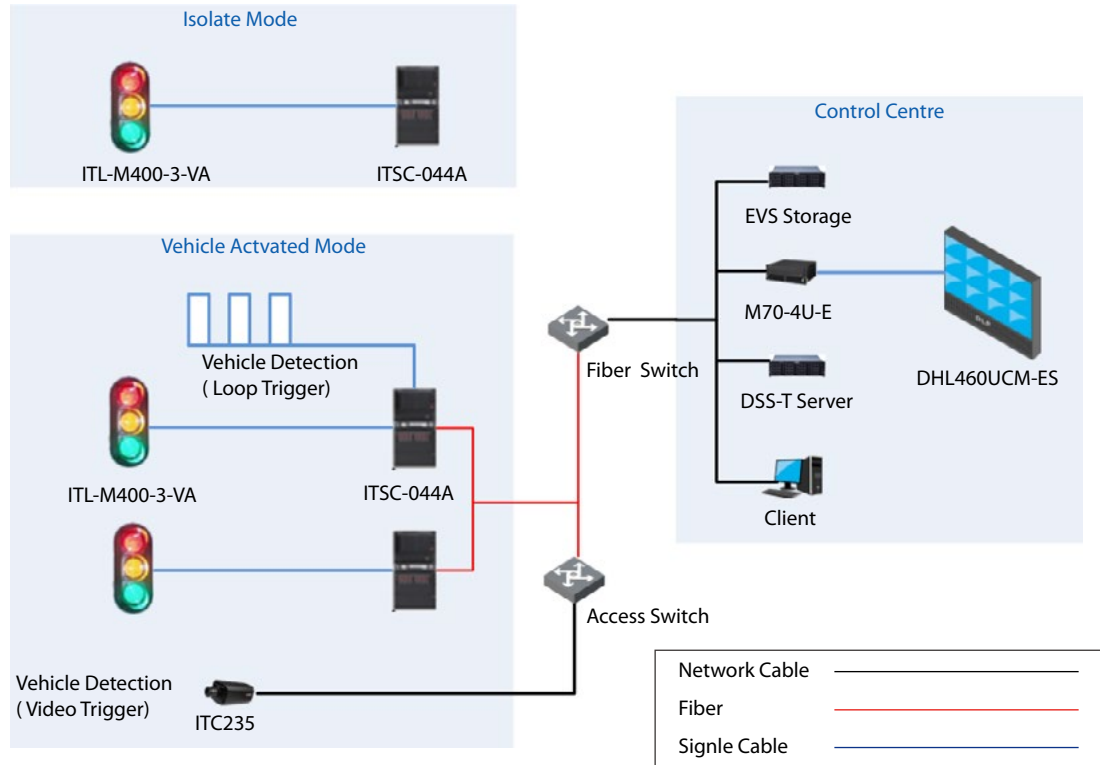 Isolate Mode
ITL-M400-3-VA
ITSC-044A
Control Centre
EVS Storage
M70-4U-E
DHL460UCM-ES
DSS-T Server
Client
Vehicle Actvated Mode
Vehicle Detection
( Loop Trigger)
ITL-M400-3-VA
ITSC-044A
Fiber Switch
Access Switch
Vehicle Detection
( Video Trigger)
ITC235
Network Cable
Fiber
Signle Cable